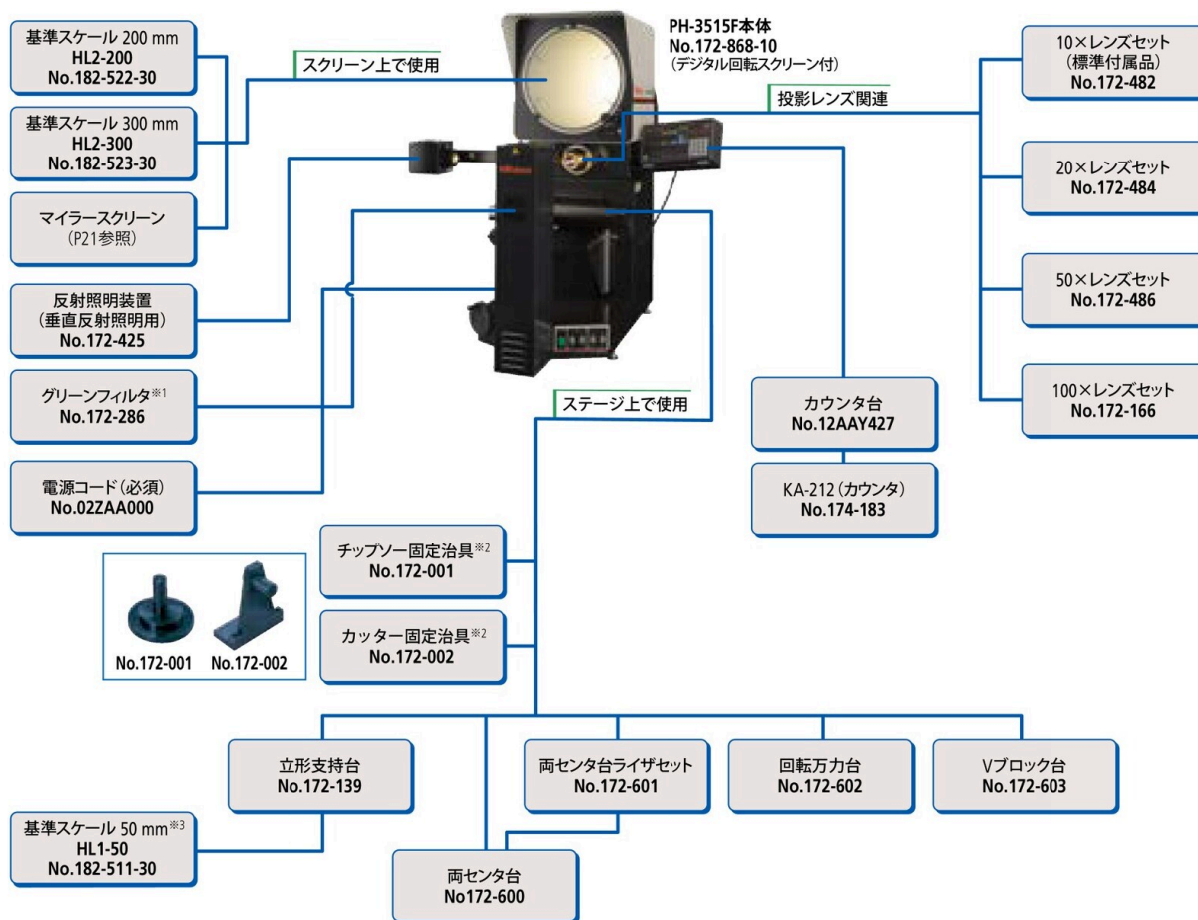 基準スケール 200 mm
HL2-200
No.182-522-30
基準スケール 300 mm
HL2-300
No.182-523-30
マイラースクリーン
(P21参照)
反射照明装置
(垂直反射照明用)
No.172-425
グリーンフィルタ※1
No.172-286
電源コード(必須)
No.02ZAA000
スクリーン上で使用
PH-3515F本体
No.172-868-10
(デジタル回転スクリーン付)
投影レンズ関連
10×レンズセット
(標準付属品)
No.172-482
20×レンズセット
No.172-484
50×レンズセット
No.172-486
100×レンズセット
No.172-166
ステージ上で使用
カウンタ台
No.12AAY427
KA-212(カウンタ)
No.174-183
チップソー固定治具※2
No.172-001
カッター固定治具※2
No.172-002
No.172-001 No.172-002
立形支持台
No.172-139
両センタ台ライザセット
No.172-601
回転万力台
No.172-602
Vブロック台
No.172-603
基準スケール 50 mm※3
HL1-50
No.182-511-30
両センタ台
No172-600